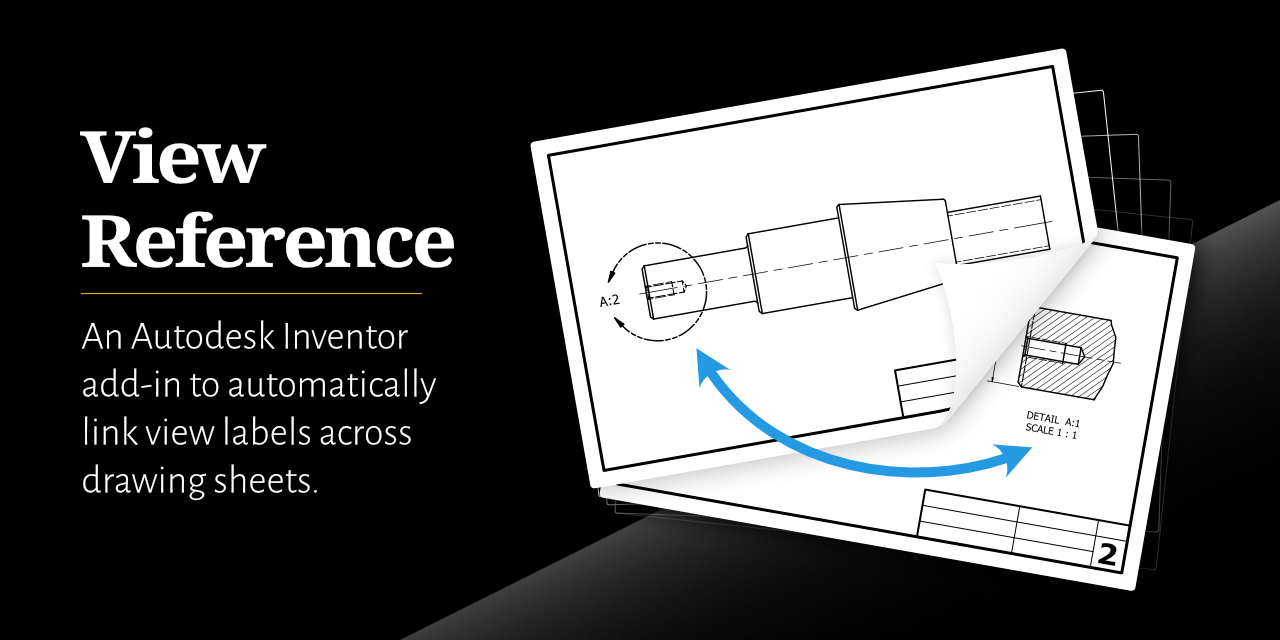 View
Reference
An Autodesk Inventor
add-in to automatically
link view labels across
drawing sheets.
A:2
DETAIL A:1
SCALE 1 : 1
2